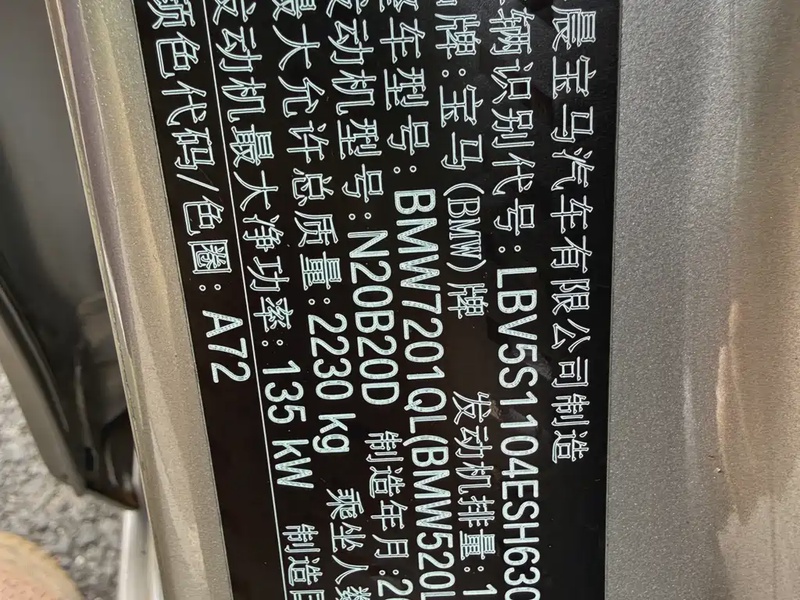 晨宝马汽车有限公司制造
辆识别代号:LBV5S1104ESH630
牌:宝马(BMW)牌 发动机排量:1
车型号:BMW7201QL(BMW520L
发动机型号:N20B20D 制造年月:2
最大允许总质量:2230 kg 乘坐人数
发动机最大净功率:135 kW 制造国
颜色代码/色圈:A72